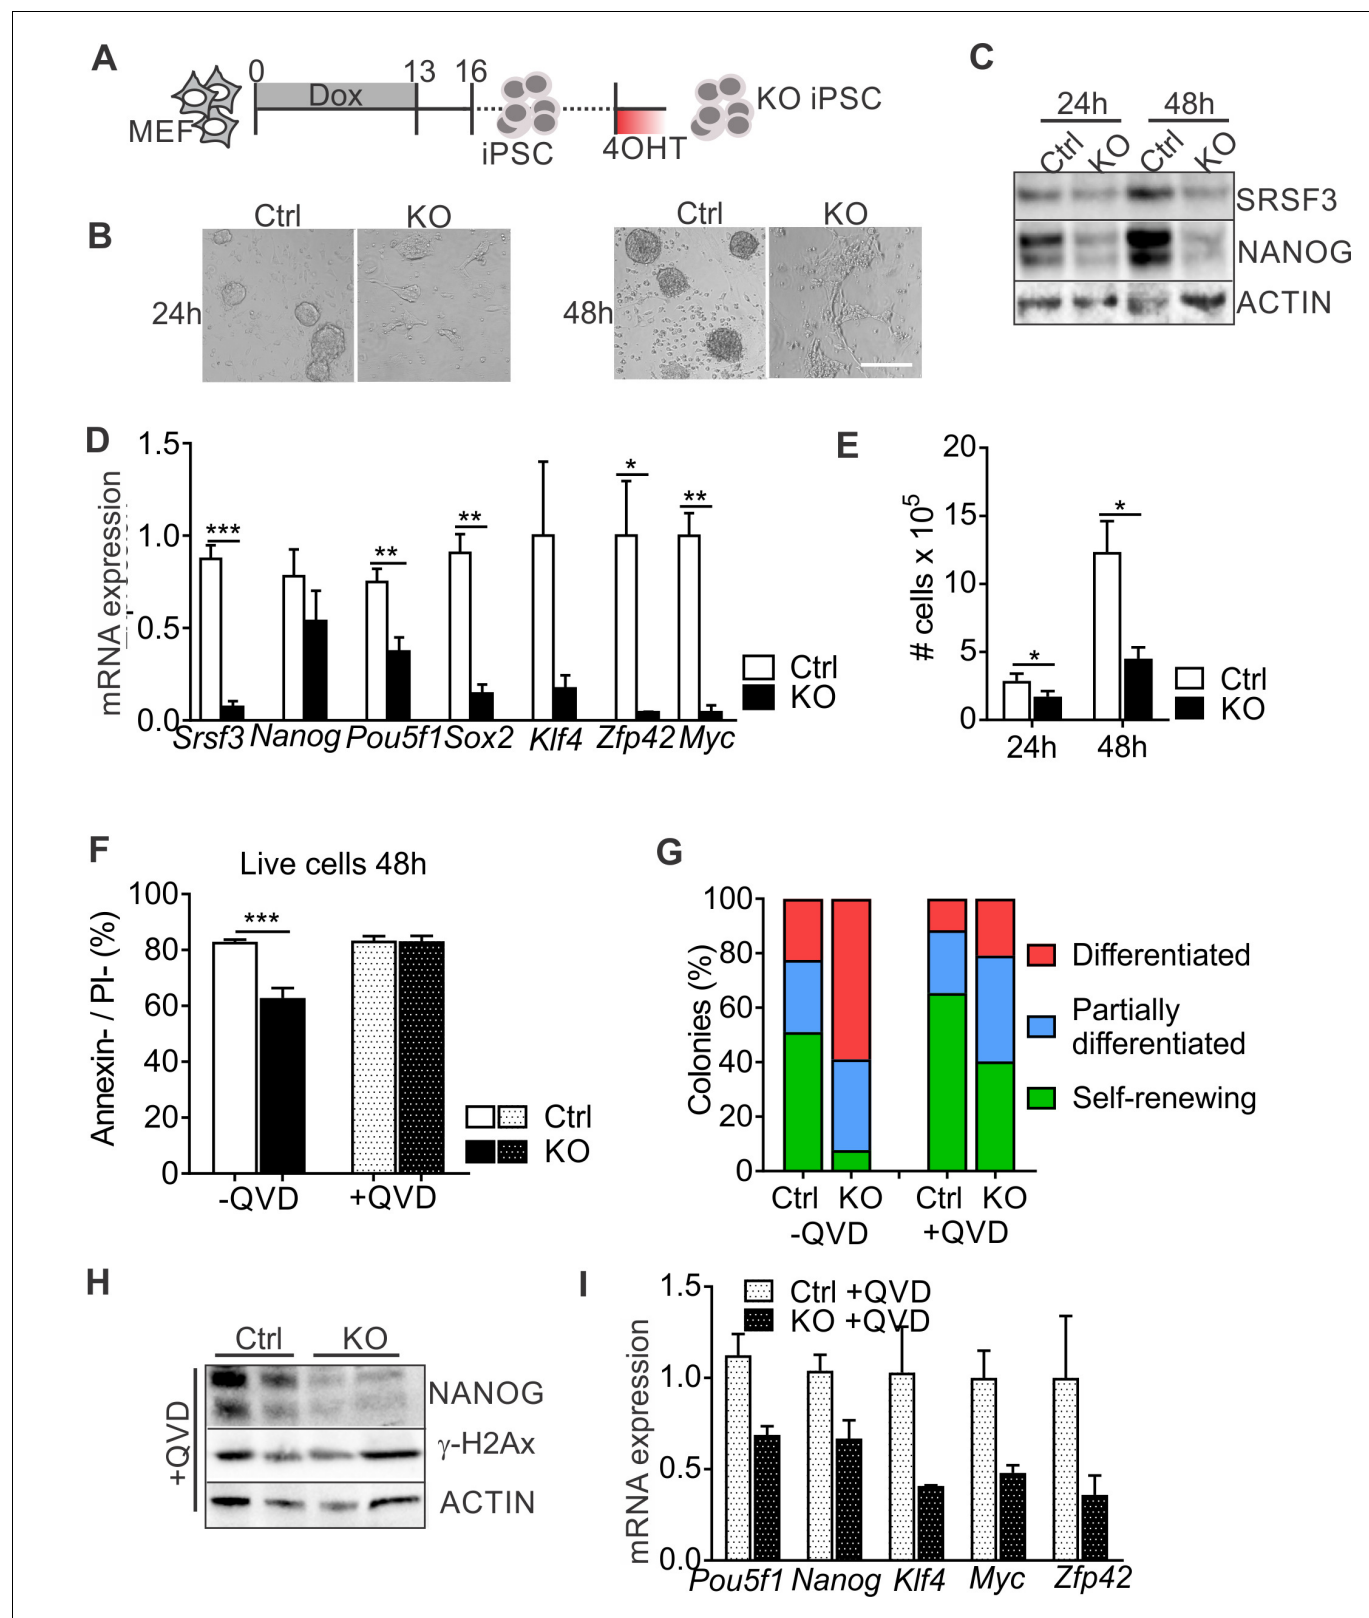 A
0 13 16
Dox
MEF
iPSC
4OHT
KO iPSC
B
Ctrl KO
24h
Ctrl KO
48h
C
24h 48h
Ctrl KO Ctrl KO
SRSF3
NANOG
ACTIN
D
mRNA expression
1.5
1.0
0.5
0.0
*** ** ** * **
Srsf3 Nanog Pou5f1 Sox2 Klf4 Zfp42 Myc
Ctrl
KO
E
# cells x 10⁵
20
15
10
5
0
* *
24h 48h
Ctrl
KO
F
Live cells 48h
Annexin- / PI- (%)
100
80
60
40
20
0
***
-QVD +QVD
Ctrl
KO
G
Colonies (%)
100
80
60
40
20
0
Ctrl KO Ctrl KO
-QVD +QVD
Differentiated
Partially
differentiated
Self-renewing
H
Ctrl KO
+QVD
NANOG
γ-H2Ax
ACTIN
I
mRNA expression
1.5
1.0
0.5
0.0
Ctrl +QVD
KO +QVD
Pou5f1 Nanog Klf4 Myc Zfp42